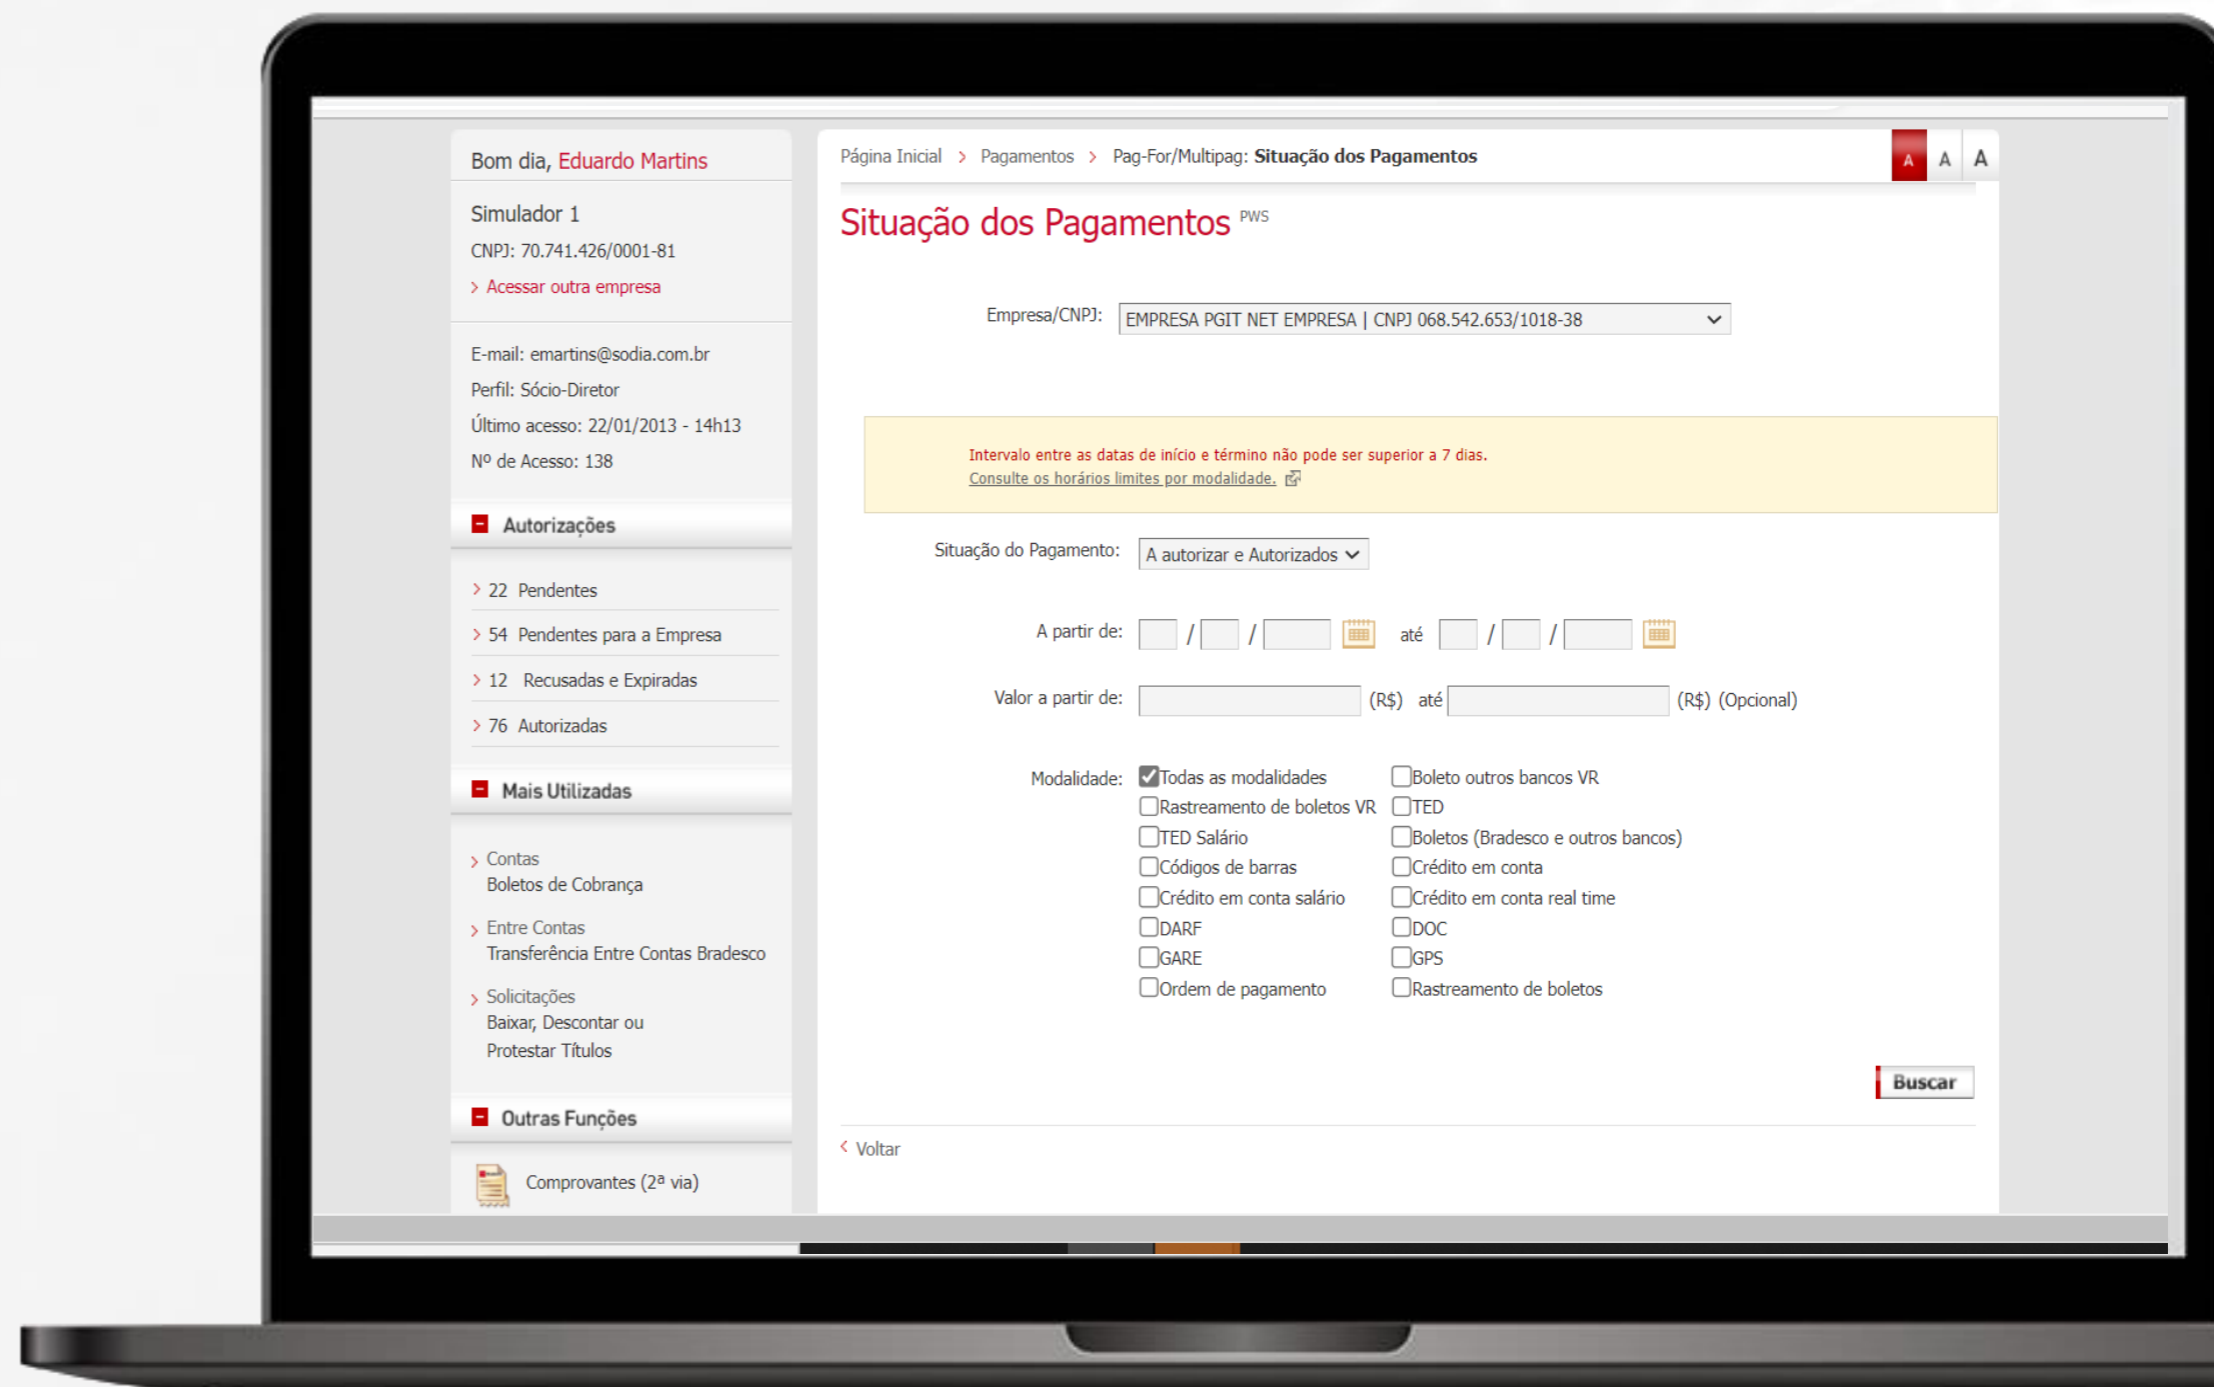 Bom dia, Eduardo Martins
Simulador 1
CNPJ: 70.741.426/0001-81
> Acessar outra empresa
E-mail: emartins@sodia.com.br
Perfil: Sócio-Diretor
Último acesso: 22/01/2013 - 14h13
Nº de Acesso: 138
Autorizações
> 22 Pendentes
> 54 Pendentes para a Empresa
> 12 Recusadas e Expiradas
> 76 Autorizadas
Mais Utilizadas
> Contas
Boletos de Cobrança
> Entre Contas
Transferência Entre Contas Bradesco
> Solicitações
Baixar, Descontar ou
Protestar Títulos
Outras Funções
Comprovantes (2ª via)
Página Inicial > Pagamentos > Pag-For/Multipag: Situação dos Pagamentos
A A A
Situação dos Pagamentos PWS
Empresa/CNPJ: EMPRESA PGIT NET EMPRESA | CNPJ 068.542.653/1018-38
Intervalo entre as datas de início e término não pode ser superior a 7 dias.
Consulte os horários limites por modalidade.
Situação do Pagamento: A autorizar e Autorizados
A partir de: / / até / /
Valor a partir de: (R$) até (R$) (Opcional)
Modalidade: Todas as modalidades Boleto outros bancos VR
Rastreamento de boletos VR TED
TED Salário Boletos (Bradesco e outros bancos)
Códigos de barras Crédito em conta
Crédito em conta salário Crédito em conta real time
DARF DOC
GARE GPS
Ordem de pagamento Rastreamento de boletos
Buscar
< Voltar